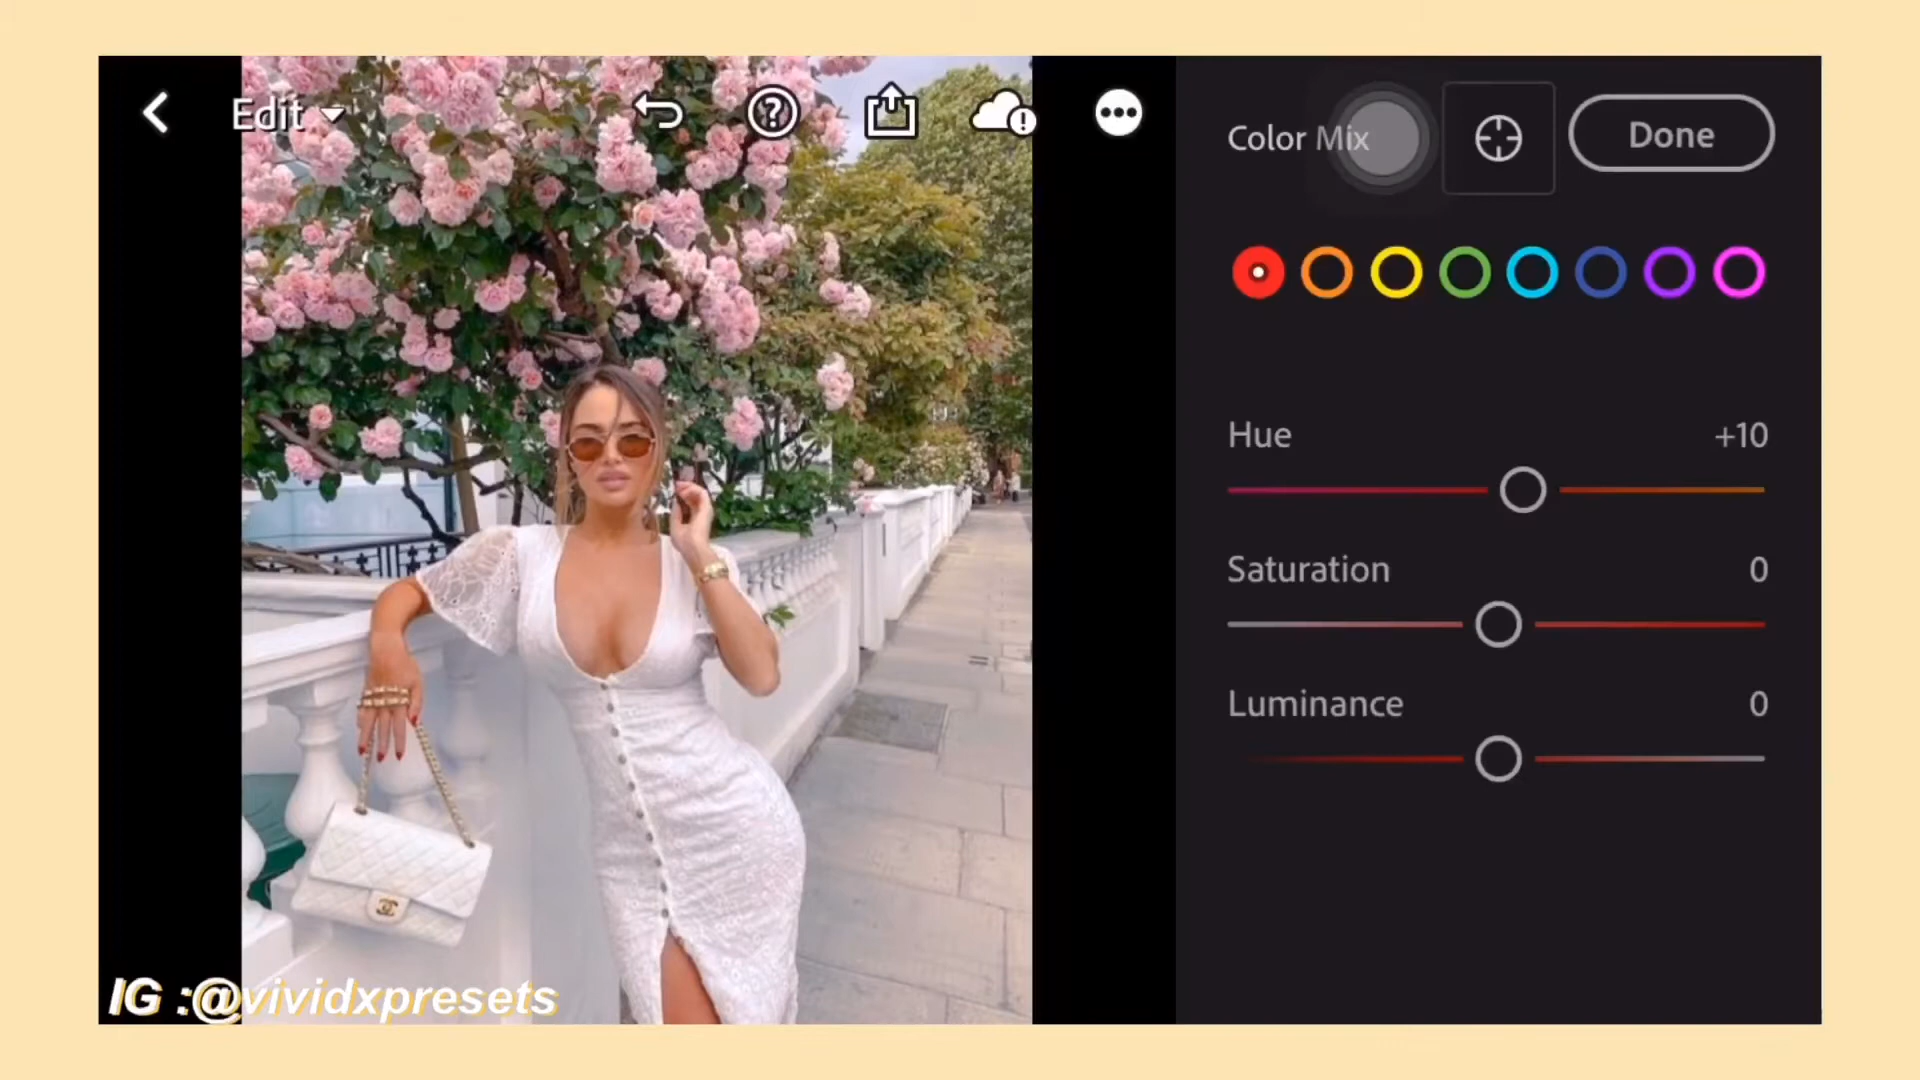 Edit
Color Mix
Done
Hue +10
Saturation 0
Luminance 0
IG :@vividxpresets